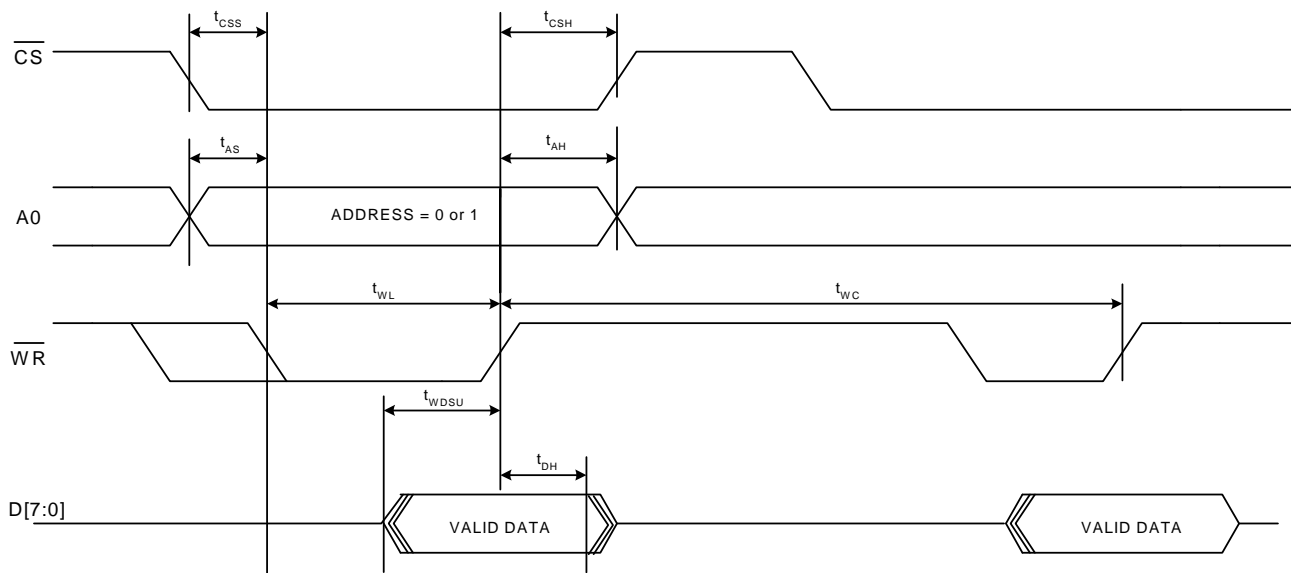 tCSS
tCSH
CS
tAS
tAH
A0
ADDRESS = 0 or 1
tWL
tWC
WR
tWDSU
tDH
D[7:0]
VALID DATA
VALID DATA